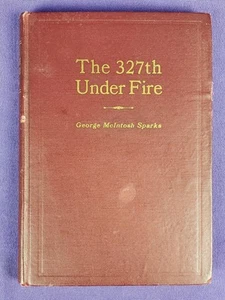 The 327th
Under Fire
George McIntosh Sparks